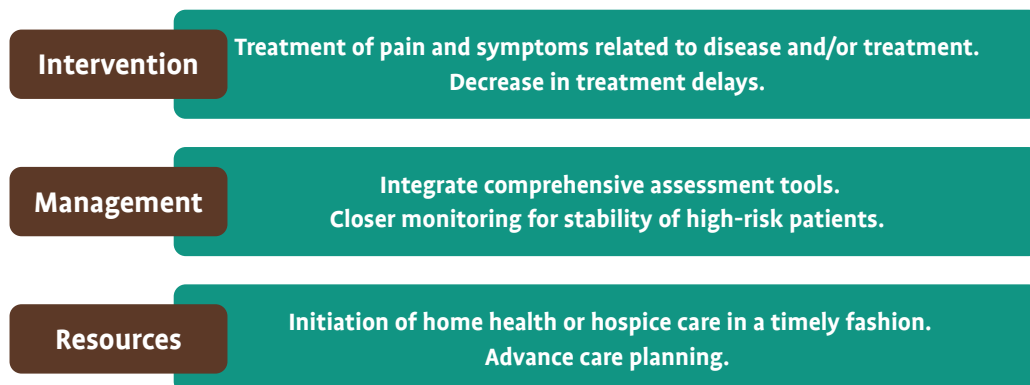 Intervention
Treatment of pain and symptoms related to disease and/or treatment.
Decrease in treatment delays.
Management
Integrate comprehensive assessment tools.
Closer monitoring for stability of high-risk patients.
Resources
Initiation of home health or hospice care in a timely fashion.
Advance care planning.